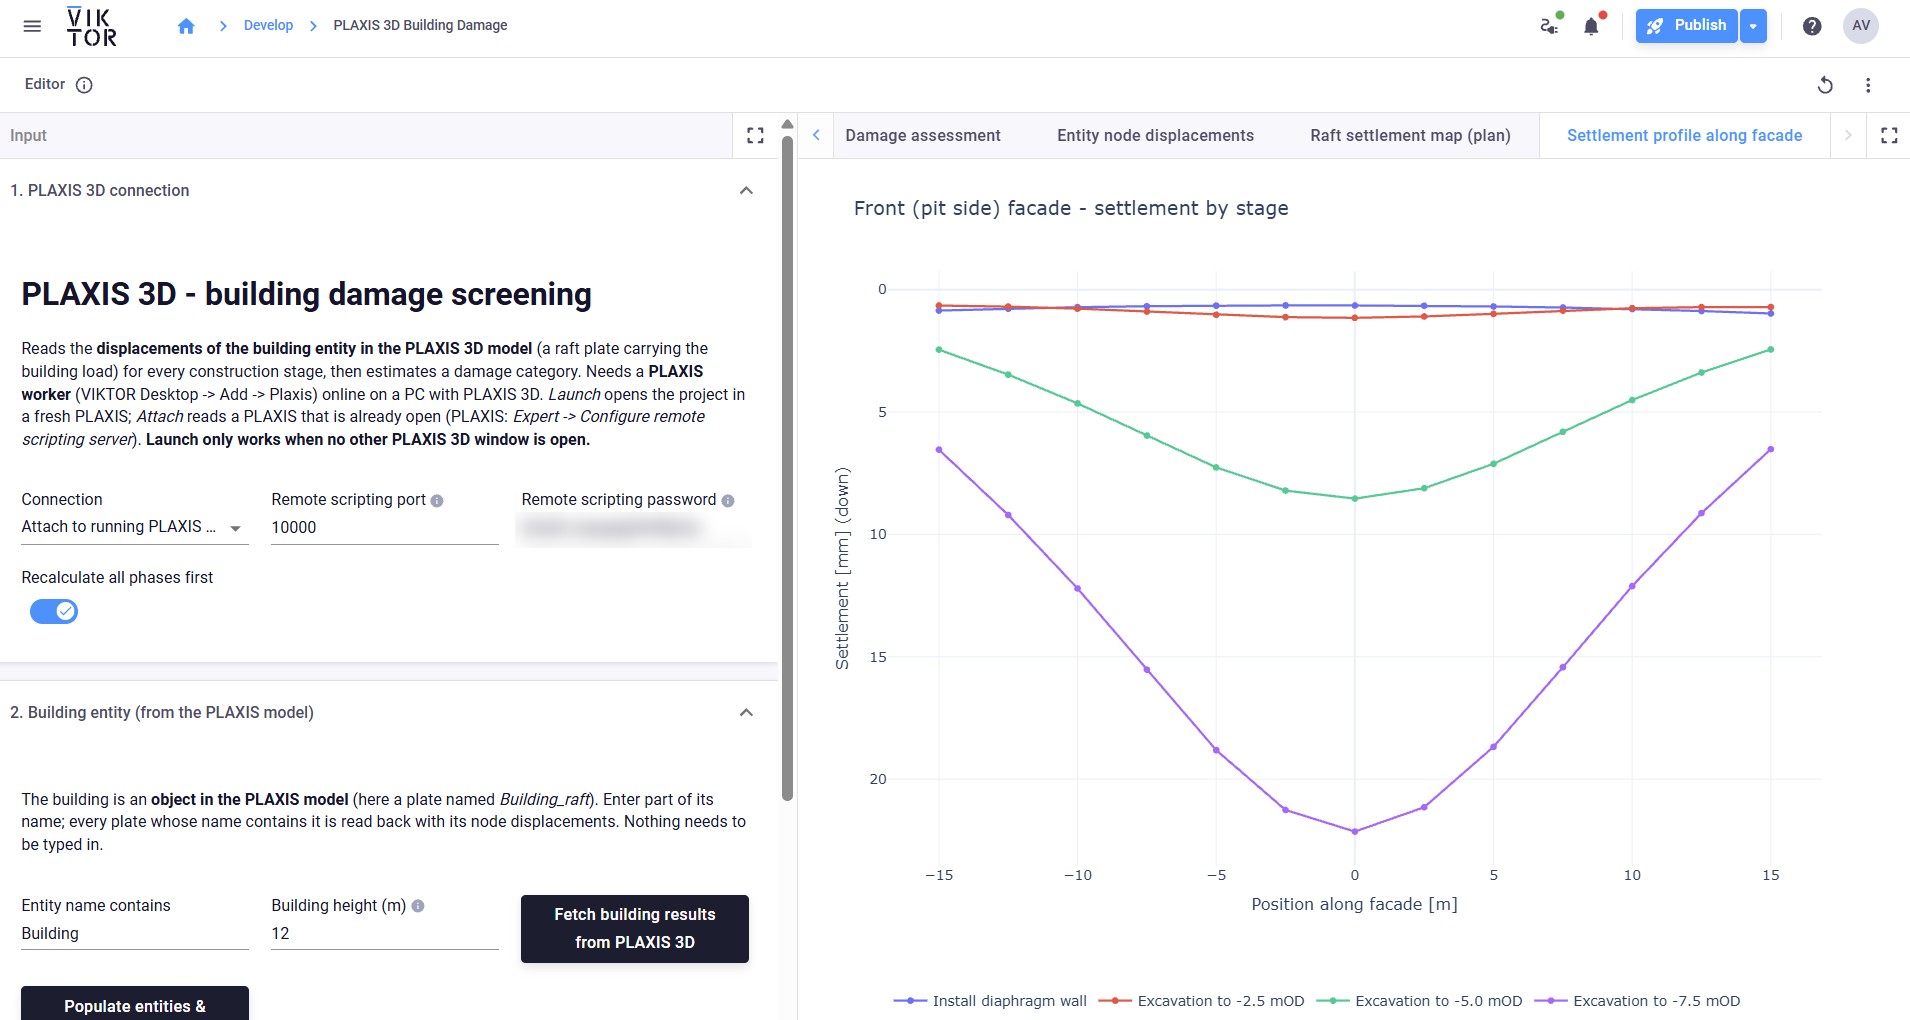 VIKTOR
Develop
PLAXIS 3D Building Damage
Publish
AV
Editor
Input
Damage assessment
Entity node displacements
Raft settlement map (plan)
Settlement profile along facade
1. PLAXIS 3D connection
PLAXIS 3D - building damage screening
Reads the displacements of the building entity in the PLAXIS 3D model (a raft plate carrying the
building load) for every construction stage, then estimates a damage category. Needs a PLAXIS
worker (VIKTOR Desktop -> Add -> Plaxis) online on a PC with PLAXIS 3D. Launch opens the project in
a fresh PLAXIS; Attach reads a PLAXIS that is already open (PLAXIS: Expert -> Configure remote
scripting server). Launch only works when no other PLAXIS 3D window is open.
Connection
Remote scripting port
Remote scripting password
Attach to running PLAXIS ...
10000
Recalculate all phases first
2. Building entity (from the PLAXIS model)
The building is an object in the PLAXIS model (here a plate named Building_raft). Enter part of its
name; every plate whose name contains it is read back with its node displacements. Nothing needs to
be typed in.
Entity name contains
Building height (m)
Building
12
Fetch building results
from PLAXIS 3D
Populate entities &
Front (pit side) facade - settlement by stage
Settlement [mm] (down)
0
5
10
15
20
−15
−10
−5
0
5
10
15
Position along facade [m]
Install diaphragm wall
Excavation to -2.5 mOD
Excavation to -5.0 mOD
Excavation to -7.5 mOD